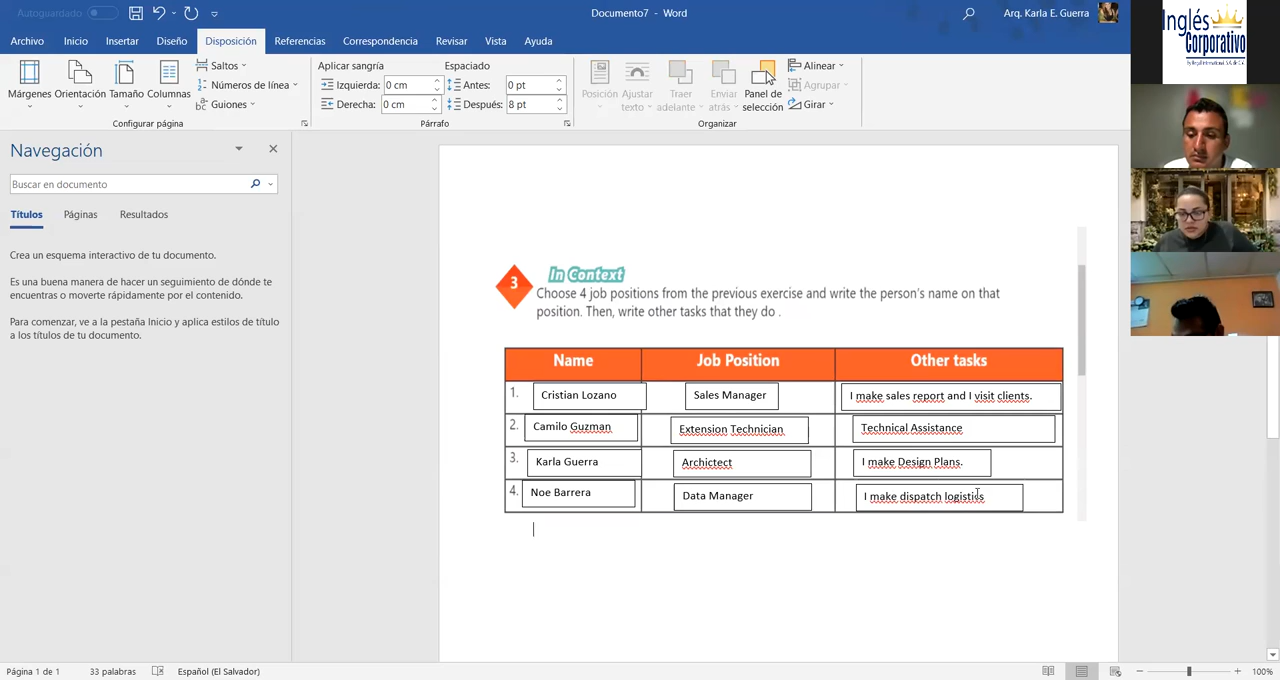 Autoguardado
Documento7 - Word
Arq. Karla E. Guerra
Archivo Inicio Insertar Diseño Disposición Referencias Correspondencia Revisar Vista Ayuda
Márgenes Orientación Tamaño Columnas
Saltos
Números de línea
Guiones
Configurar página
Aplicar sangría
Izquierda: 0 cm
Derecha: 0 cm
Espaciado
Antes: 0 pt
Después: 8 pt
Párrafo
Posición Ajustar texto Traer adelante Enviar atrás Panel de selección
Alinear
Agrupar
Girar
Organizar
Inglés
Corporativo
Navegación
Buscar en documento
Títulos Páginas Resultados
Crea un esquema interactivo de tu documento.
Es una buena manera de hacer un seguimiento de dónde te
encuentras o moverte rápidamente por el contenido.
Para comenzar, ve a la pestaña Inicio y aplica estilos de título
a los títulos de tu documento.
3 In Context
Choose 4 job positions from the previous exercise and write the person's name on that
position. Then, write other tasks that they do .
Name Job Position Other tasks
1. Cristian Lozano Sales Manager I make sales report and I visit clients.
2. Camilo Guzman Extension Technician Technical Assistance
3. Karla Guerra Archictect I make Design Plans.
4. Noe Barrera Data Manager I make dispatch logistics
Página 1 de 1 33 palabras Español (El Salvador) 100%